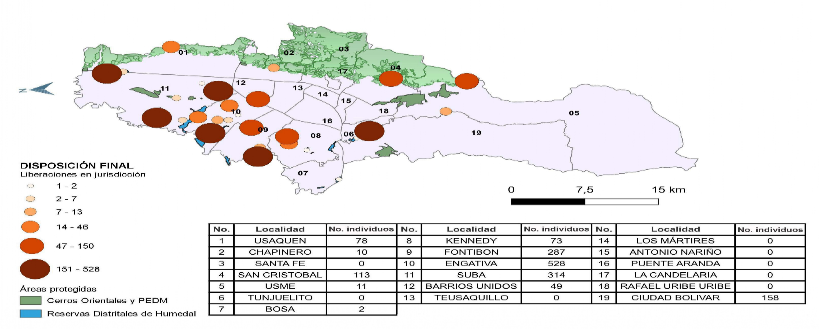 01
02
03
04
17
11
12
13
14
15
18
05
10
16
19
09
08
06
07
N
DISPOSICIÓN FINAL
Liberaciones en jurisdicción
1 - 2
2 - 7
7 - 13
14 - 46
47 - 150
151 - 528
Áreas protegidas
Cerros Orientales y PEDM
Reservas Distritales de Humedal
0 7,5 15 km
No. Localidad No. individuos No. Localidad No. individuos No. Localidad No. individuos
1 USAQUEN 78 8 KENNEDY 73 14 LOS MÁRTIRES 0
2 CHAPINERO 10 9 FONTIBON 287 15 ANTONIO NARIÑO 0
3 SANTA FE 0 10 ENGATIVA 528 16 PUENTE ARANDA 0
4 SAN CRISTOBAL 113 11 SUBA 314 17 LA CANDELARIA 0
5 USME 11 12 BARRIOS UNIDOS 49 18 RAFAEL URIBE URIBE 0
6 TUNJUELITO 0 13 TEUSAQUILLO 0 19 CIUDAD BOLIVAR 158
7 BOSA 2